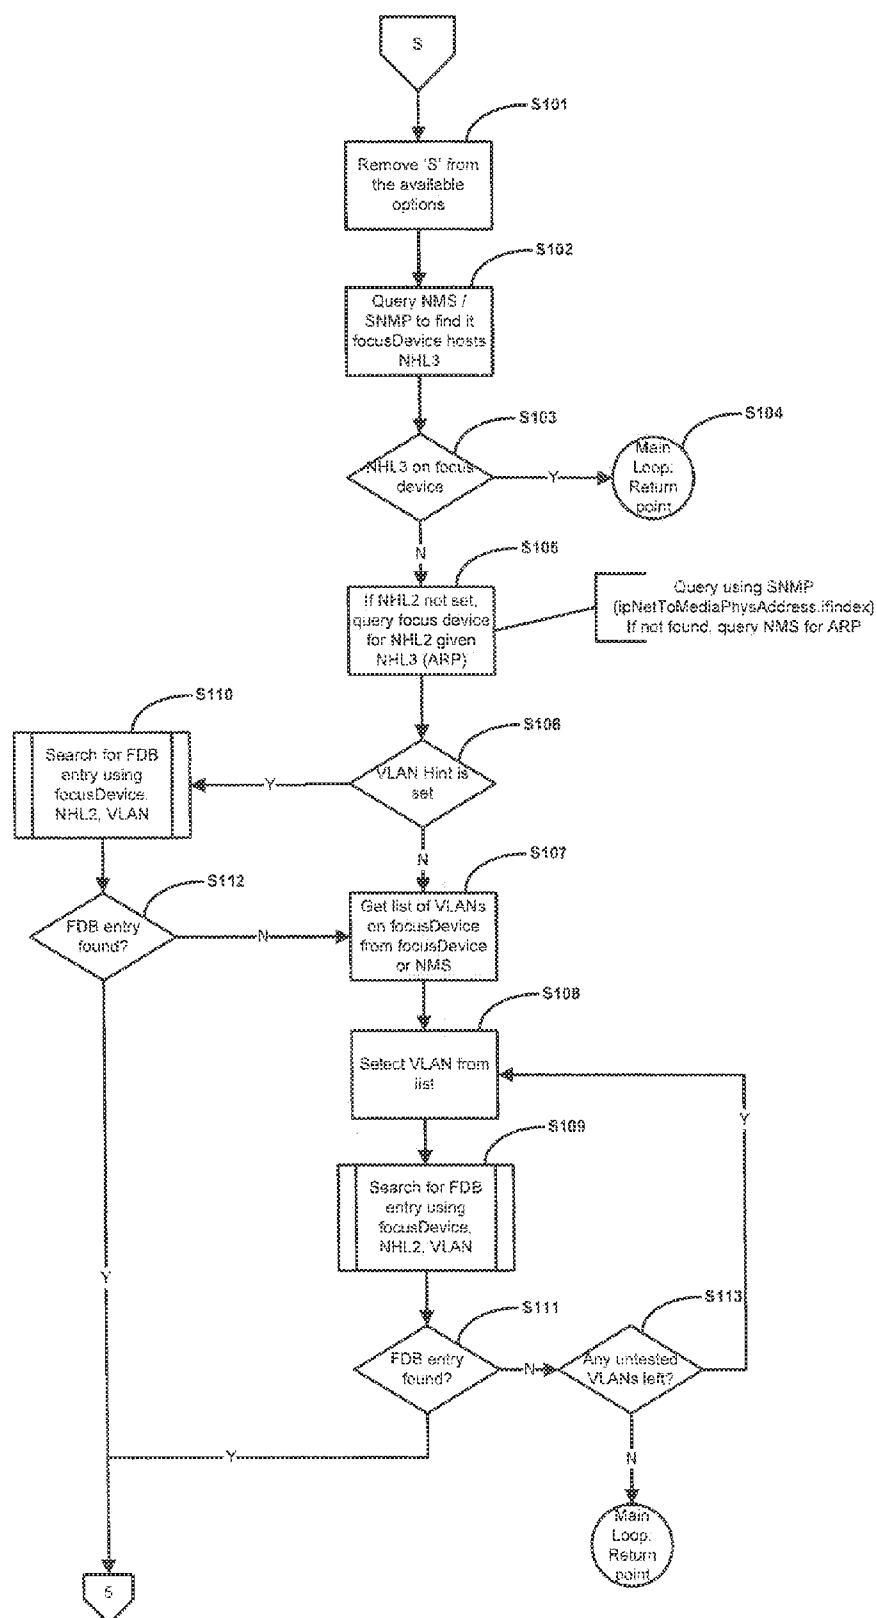 S
S101
Remove 'S' from
the available
options
S102
Query NMS /
SNMP to find it
focusDevice hosts
NHL3
S103
S104
NHL3 on focus
device
Y
Main
Loop:
Return
point
N
S105
If NHL2 not set,
query focus device
for NHL2 given
NHL3 (ARP)
Query using SNMP
(ipNetToMediaPhysAddress.ifindex)
If not found, query NMS for ARP
S110
S106
Search for FDB
entry using
focusDevice,
NHL2, VLAN
Y
VLAN Hint is
set
N
S107
S112
FDB entry
found?
N
Get list of VLANs
on focusDevice
from focusDevice
or NMS
S108
Select VLAN from
list
Y
S109
Search for FDB
entry using
focusDevice,
NHL2, VLAN
Y
S111
S113
FDB entry
found?
N
Any untested
VLANs left?
Y
N
Main
Loop:
Return
point
6